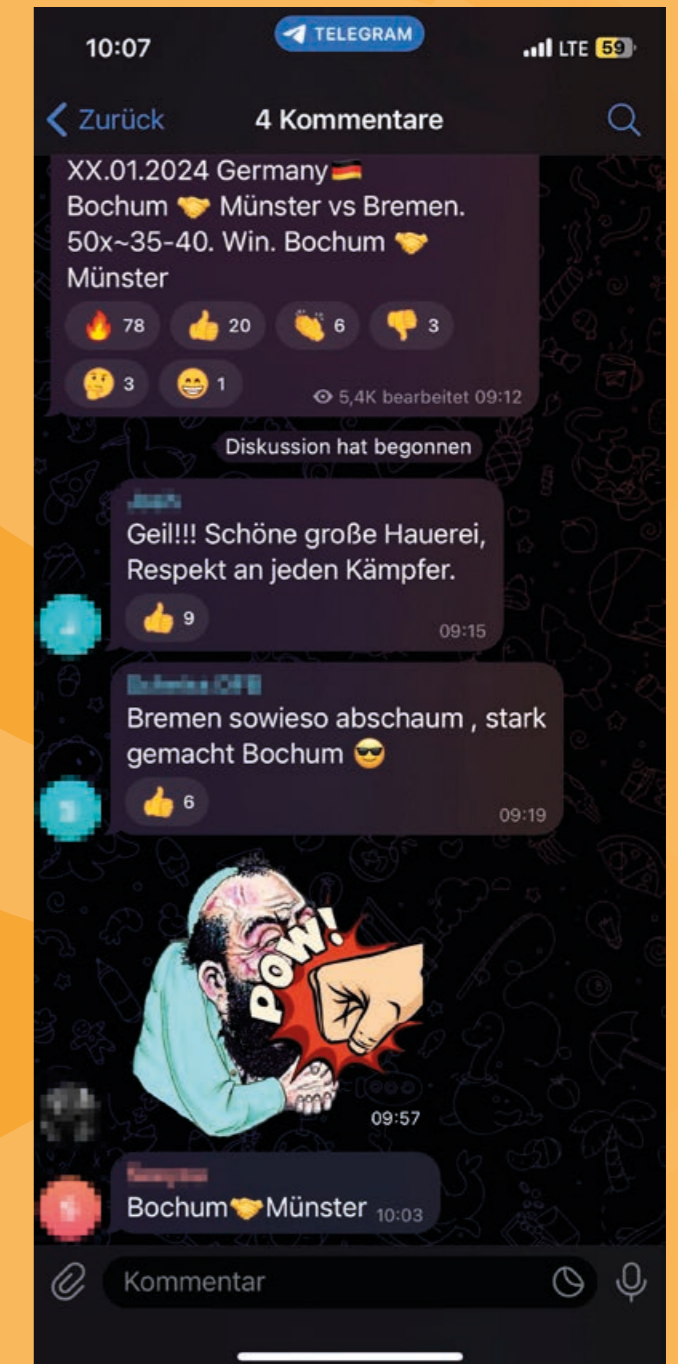 10:07
TELEGRAM
LTE 59
Zurück
4 Kommentare
XX.01.2024 Germany🇩🇪
Bochum 🤝 Münster vs Bremen.
50x~35-40. Win. Bochum 🤝
Münster
🔥 78 👍 20 👏 6 👎 3
🤔 3 😁 1
5,4K bearbeitet 09:12
Diskussion hat begonnen
Geil!!! Schöne große Hauerei,
Respekt an jeden Kämpfer.
👍 9
09:15
Bremen sowieso abschaum , stark
gemacht Bochum 😎
👍 6
09:19
POW!
09:57
Bochum🤝Münster 10:03
Kommentar